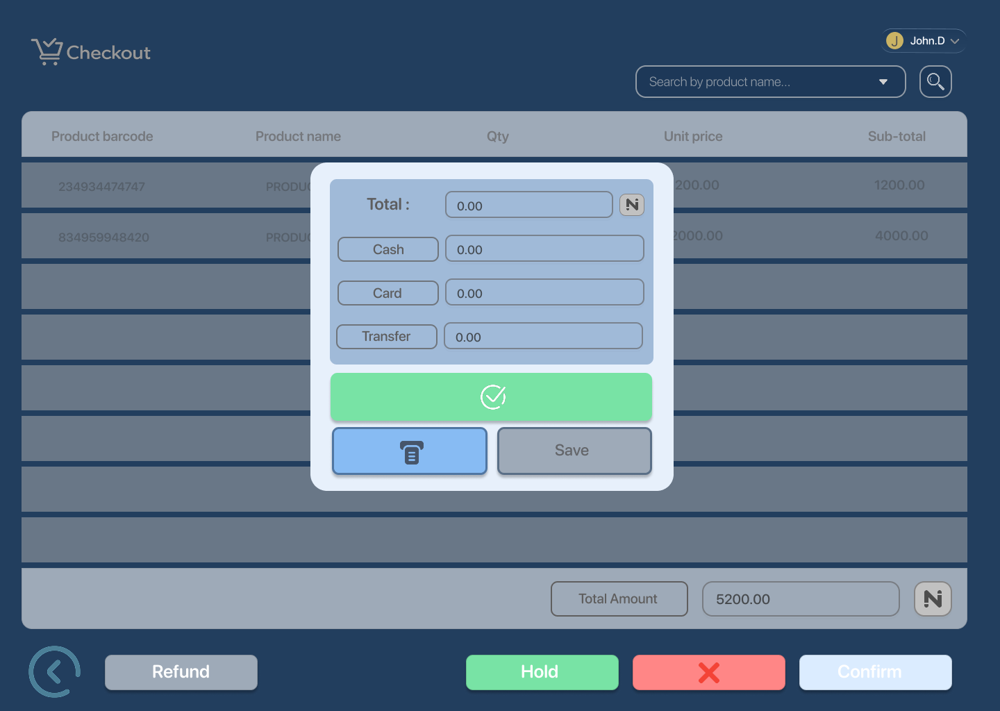 John.D
J
Checkout
Search by product name...
Product barcode Product name Qty Unit price Sub-total
234934474747 PRODUC 200.00 1200.00
834959948420 PRODUC 2000.00 4000.00
Total : 0.00
Cash 0.00
Card 0.00
Transfer 0.00
Save
Total Amount 5200.00
Refund Hold Confirm